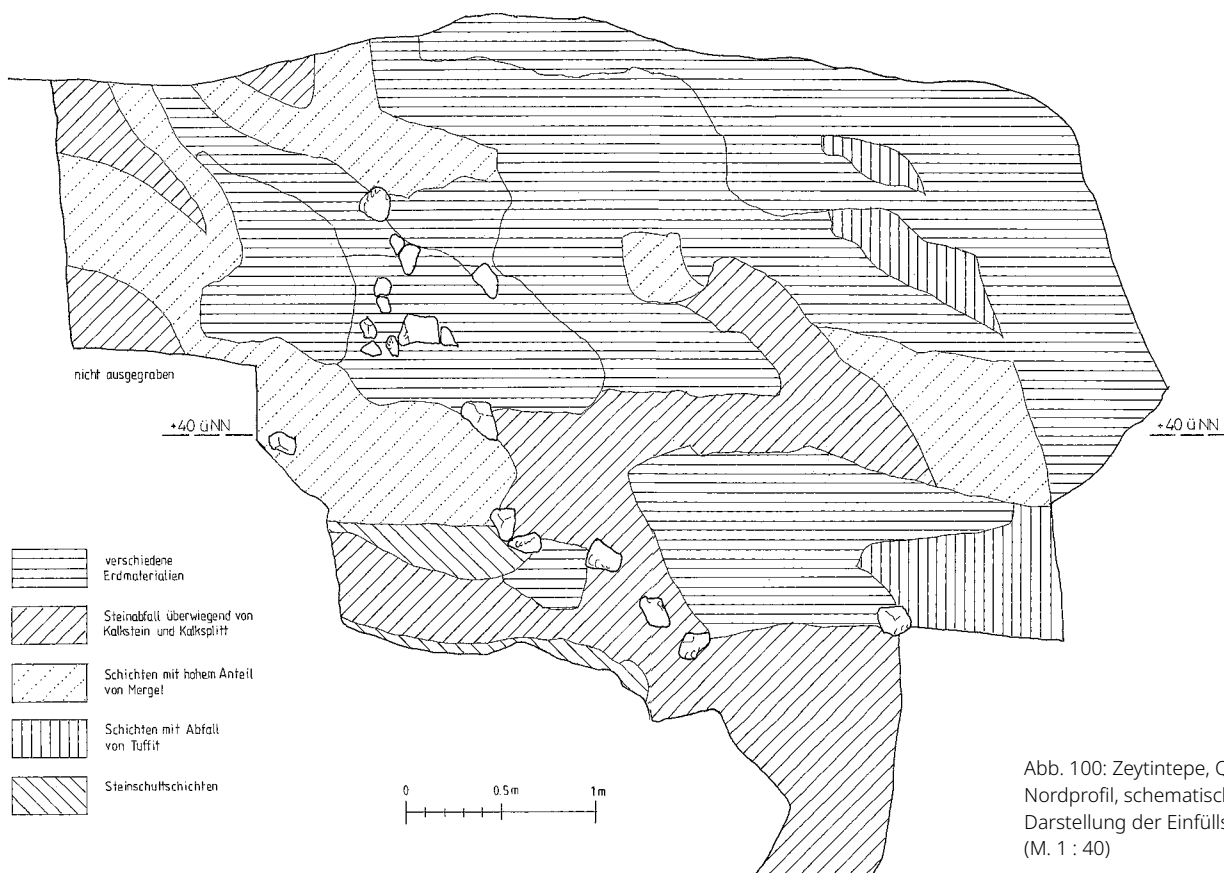 nicht ausgegraben
+40 üNN
+40 üNN
verschiedene
Erdmaterialien
Steinabfall überwiegend von
Kalkstein und Kalksplitt
Schichten mit hohem Anteil
von Mergel
Schichten mit Abfall
von Tuffit
Steinschuttschichten
0
0.5m
1m
Abb. 100: Zeytintepe,
Nordprofil, schematisch
Darstellung der Einfülls
(M. 1 : 40)